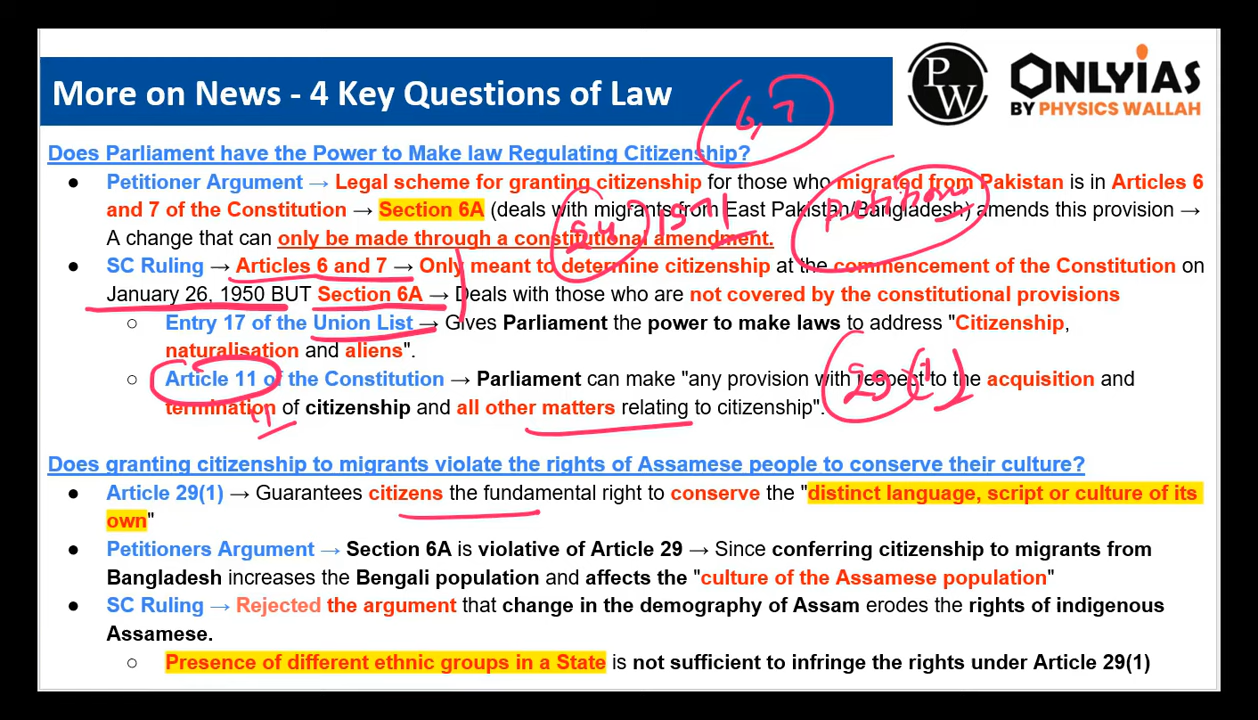 More on News - 4 Key Questions of Law
PW
ONLYIAS
BY PHYSICS WALLAH
6, 7
Does Parliament have the Power to Make law Regulating Citizenship?
● Petitioner Argument → Legal scheme for granting citizenship for those who migrated from Pakistan is in Articles 6
and 7 of the Constitution → Section 6A (deals with migrants from East Pakistan/Bangladesh) amends this provision →
A change that can only be made through a constitutional amendment.
1971
● SC Ruling → Articles 6 and 7 → Only meant to determine citizenship at the commencement of the Constitution on
January 26, 1950 BUT Section 6A → Deals with those who are not covered by the constitutional provisions
○ Entry 17 of the Union List → Gives Parliament the power to make laws to address "Citizenship,
naturalisation and aliens".
○ Article 11 of the Constitution → Parliament can make "any provision with respect to the acquisition and
termination of citizenship and all other matters relating to citizenship".
29(1)
11
Does granting citizenship to migrants violate the rights of Assamese people to conserve their culture?
● Article 29(1) → Guarantees citizens the fundamental right to conserve the "distinct language, script or culture of its
own"
● Petitioners Argument → Section 6A is violative of Article 29 → Since conferring citizenship to migrants from
Bangladesh increases the Bengali population and affects the "culture of the Assamese population"
● SC Ruling → Rejected the argument that change in the demography of Assam erodes the rights of indigenous
Assamese.
○ Presence of different ethnic groups in a State is not sufficient to infringe the rights under Article 29(1)